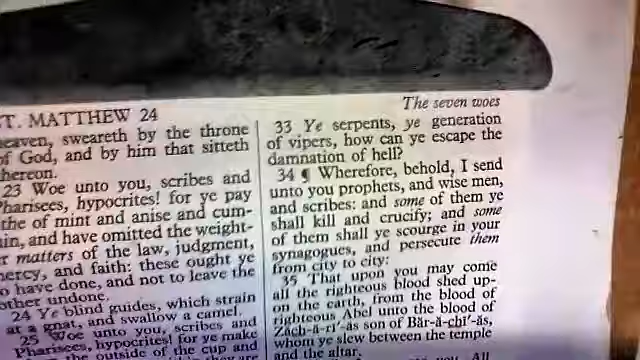 T. MATTHEW 24
heaven, sweareth by the throne
of God, and by him that sitteth
thereon.
23 Woe unto you, scribes and
Pharisees, hypocrites! for ye pay
the of mint and anise and cum-
in, and have omitted the weight-
matters of the law, judgment,
mercy, and faith: these ought ye
to have done, and not to leave the
other undone.
24 Ye blind guides, which strain
at a gnat, and swallow a camel.
25 Woe unto you, scribes and
Pharisees, hypocrites! for ye make
the outside of the cup and
The seven woes
33 Ye serpents, ye generation
of vipers, how can ye escape the
damnation of hell?
34 ¶ Wherefore, behold, I send
unto you prophets, and wise men,
and scribes: and some of them ye
shall kill and crucify; and some
of them shall ye scourge in your
synagogues, and persecute them
from city to city:
35 That upon you may come
all the righteous blood shed up-
on the earth, from the blood of
righteous Abel unto the blood of
Zăch-ă-rī′-ăs son of Băr-ă-chī′-ăs,
whom ye slew between the temple
and the altar.